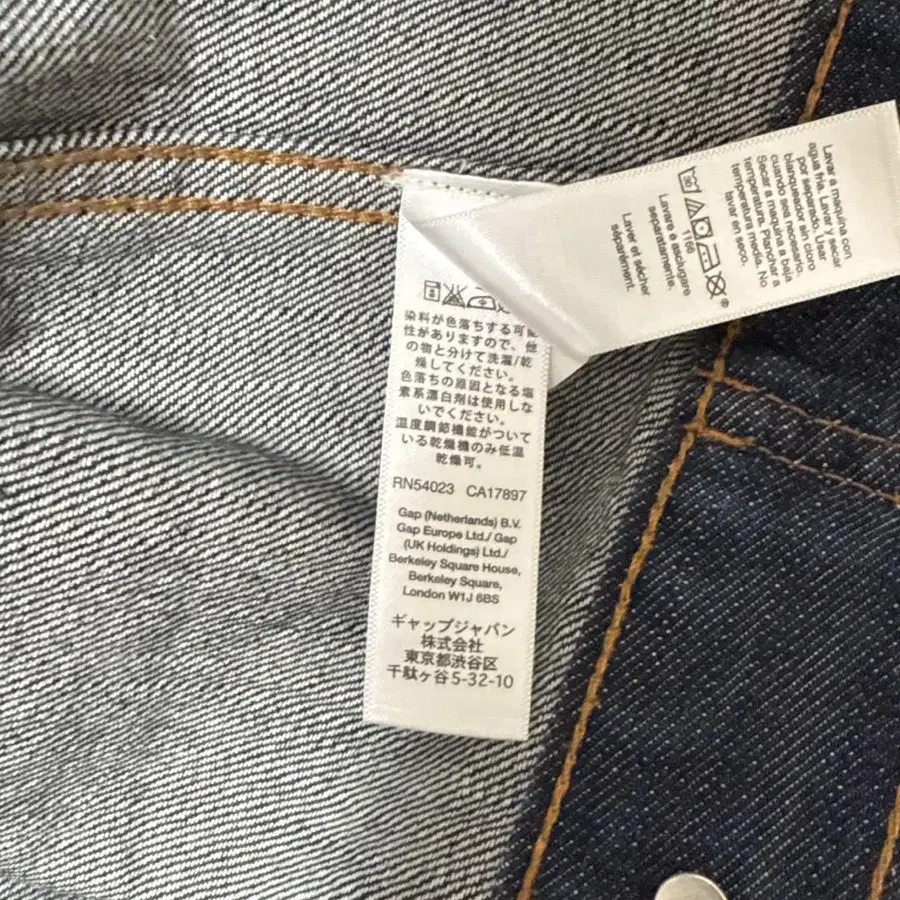 染料が色落ちする可能
性がありますので、他
の物と分けて洗濯/乾
燥してください。
色落ちの原因となる塩
素系漂白剤は使用しな
いでください。
温度調節機能がついて
いる乾燥機のみ低温
乾燥可。
RN54023 CA17897
Gap (Netherlands) B.V.
Gap Europe Ltd./ Gap
(UK Holdings) Ltd./
Berkeley Square House,
Berkeley Square,
London W1J 6BS
ギャップジャパン
株式会社
東京都渋谷区
千駄ヶ谷5-32-10
Lavar a maquina con
agua fria. Lavar y secar
por separado. Usar
blanqueador sin cloro
cuando sea necesario.
Secar a maquina a baja
temperatura. Planchar a
temperatura media. No
lavar en seco.
1166
Lavare e asciugare
separatamente.
Laver et sécher
séparément.